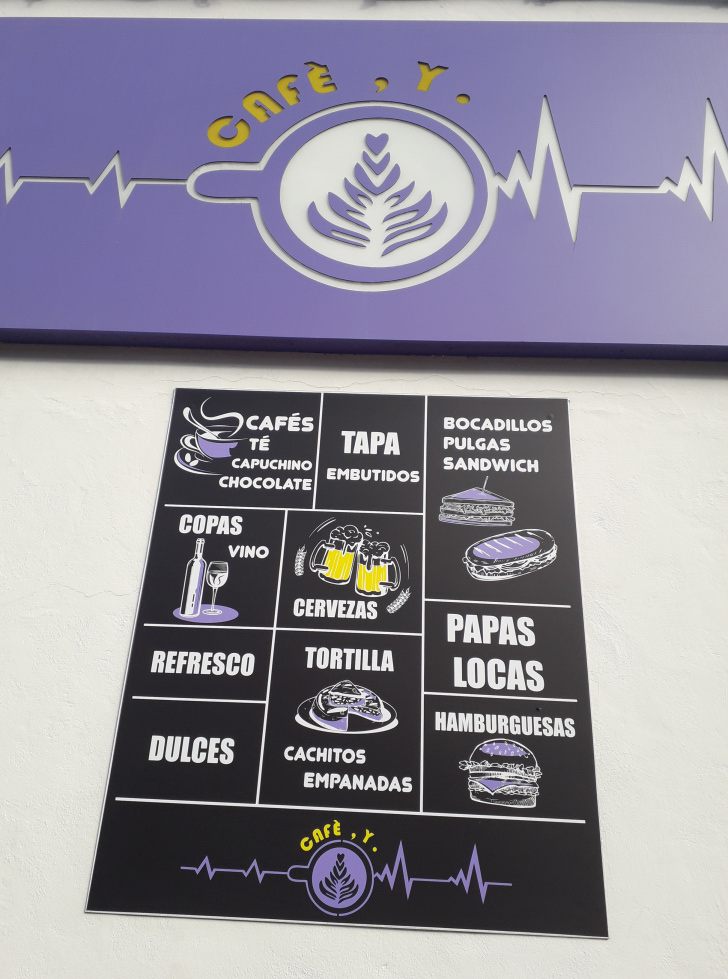 CAFÈ , Y.
CAFÉS
TÉ
CAPUCHINO
CHOCOLATE
TAPA
EMBUTIDOS
BOCADILLOS
PULGAS
SANDWICH
COPAS
VINO
CERVEZAS
PAPAS
LOCAS
REFRESCO
TORTILLA
CACHITOS
EMPANADAS
HAMBURGUESAS
DULCES
CAFÈ , Y.